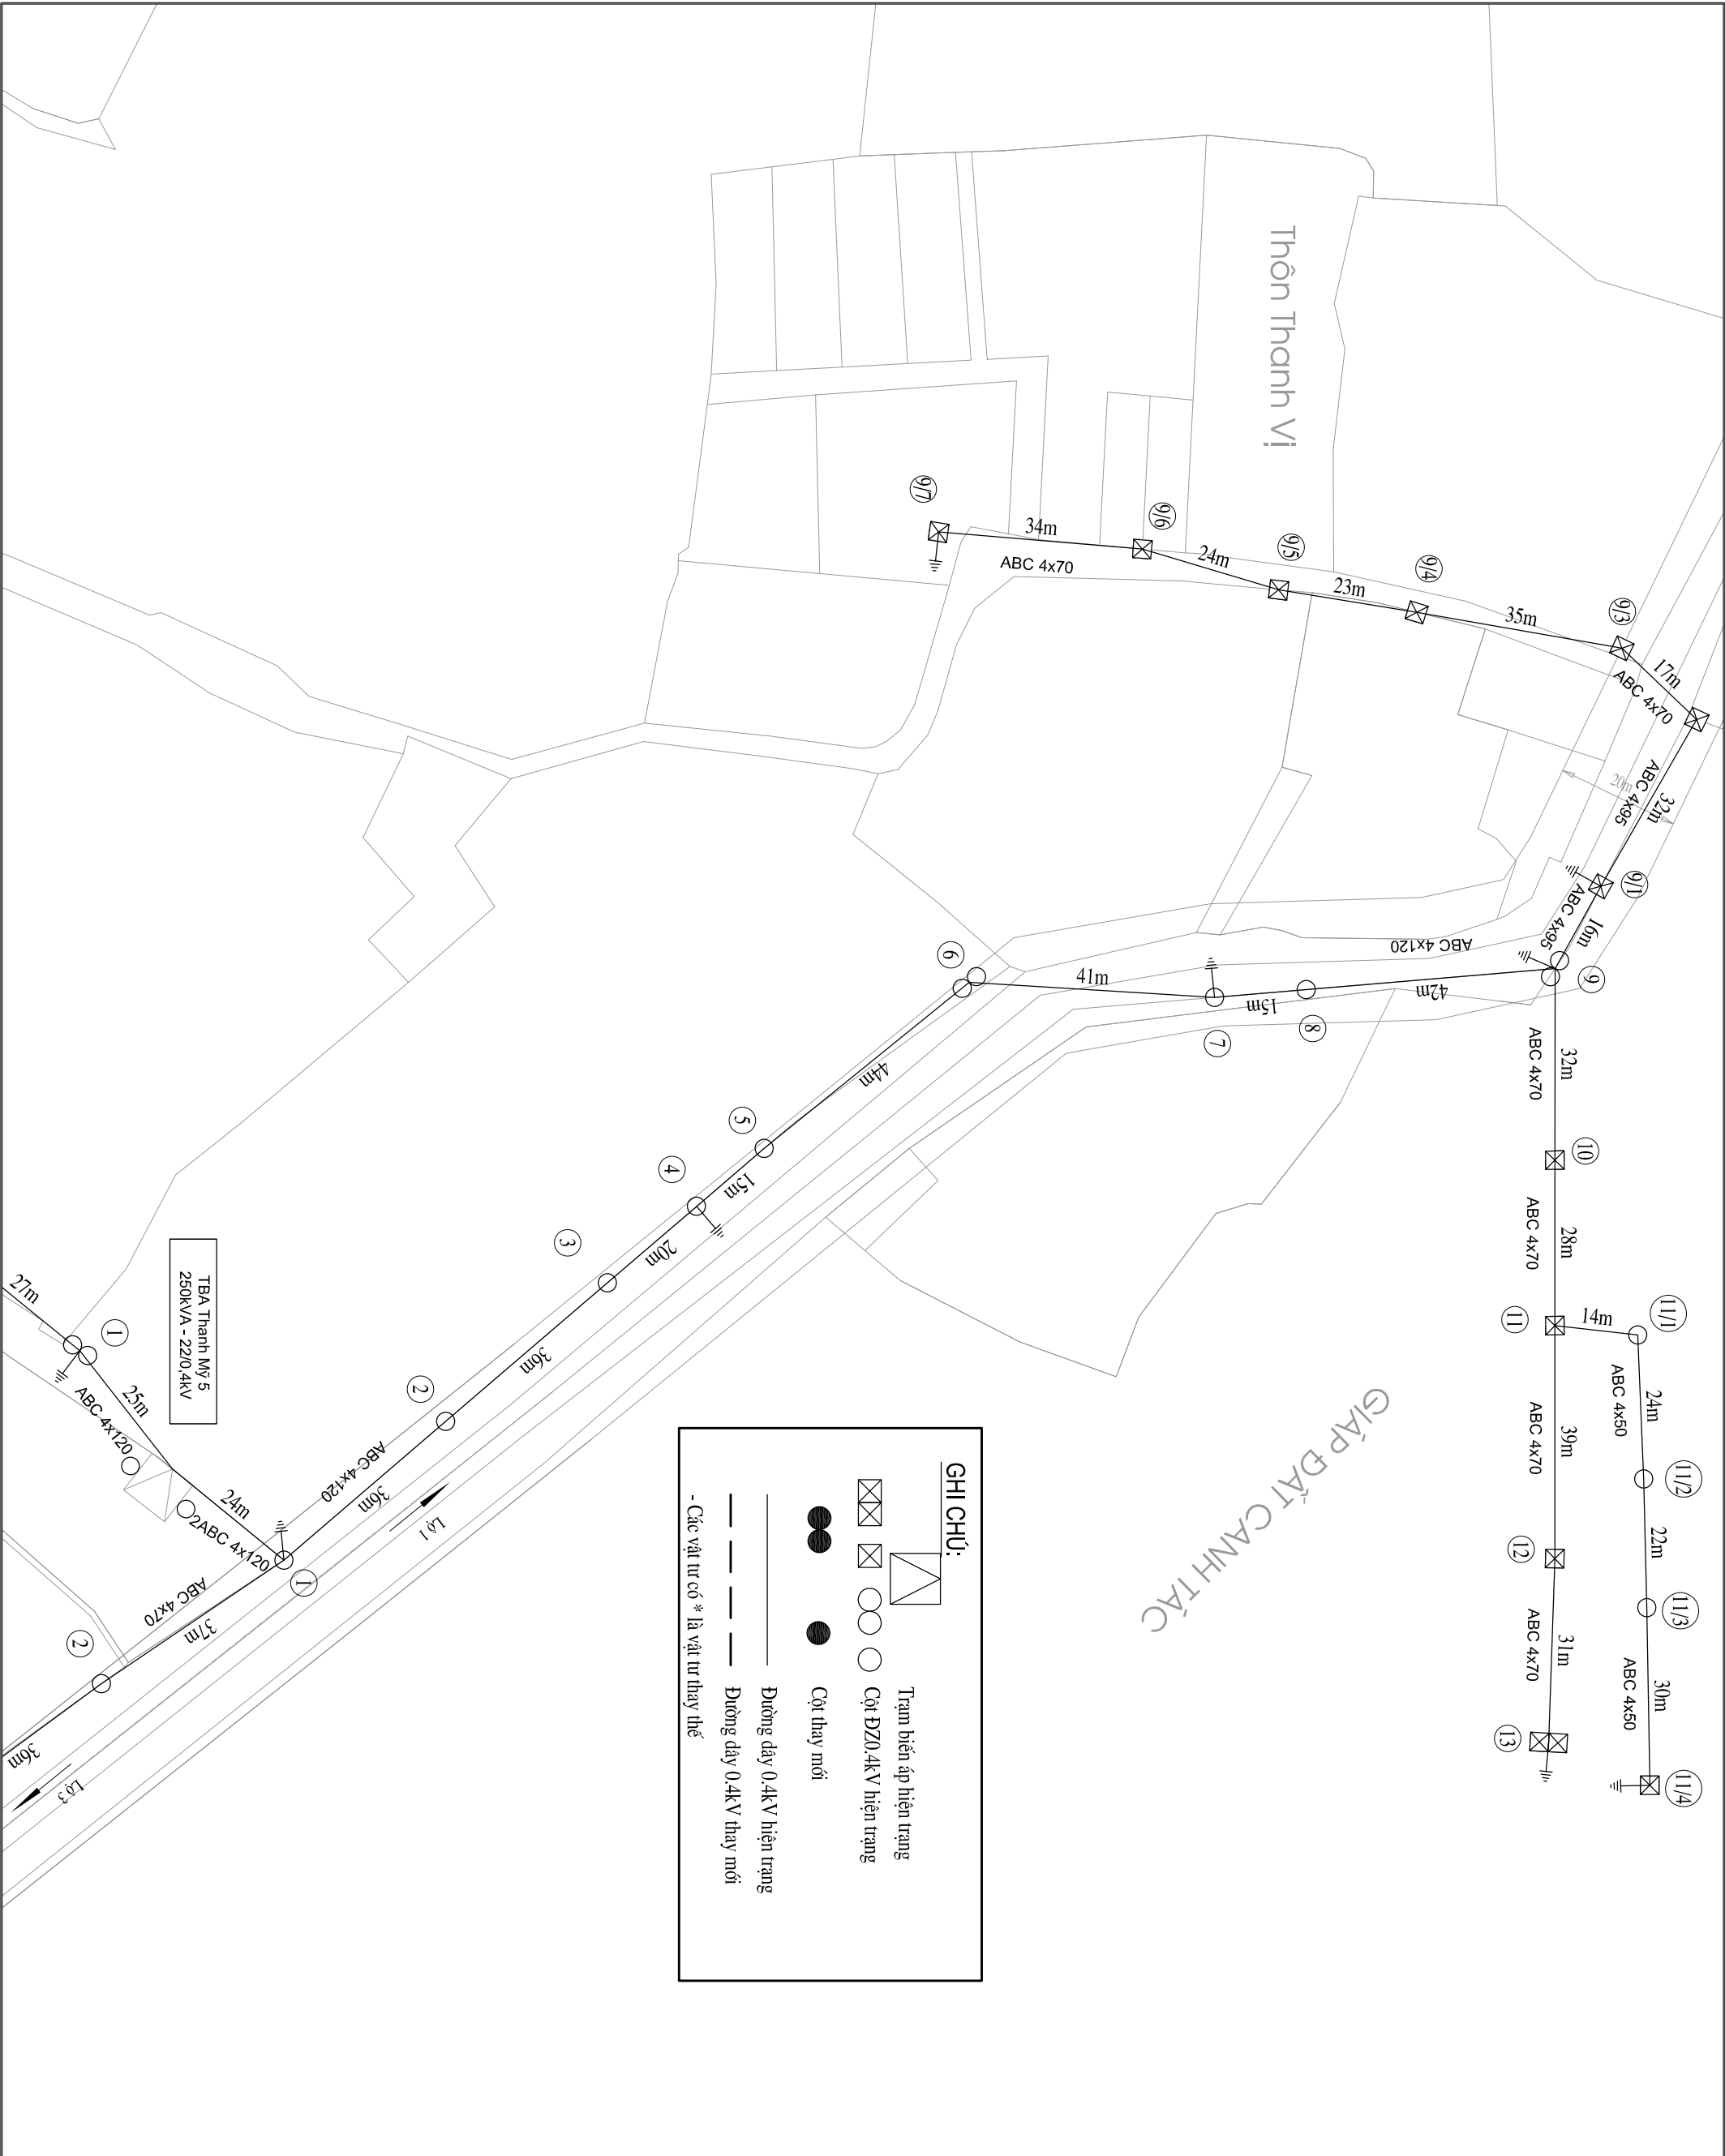 Thôn Thanh Vị
GIÁP ĐẤT CANH TÁC
9/7
34m
ABC 4x70
9/6
24m
9/5
23m
9/4
35m
9/3
17m
ABC 4x70
32m
ABC 4x95
20m
9/1
16m
ABC 4x95
9
ABC 4x120
42m
8
15m
7
41m
6
44m
5
15m
4
20m
3
36m
2
36m
ABC 4x120
Lộ 1
1
24m
2ABC 4x120
25m
ABC 4x120
1
27m
TBA Thanh Mỹ 5
250kVA - 22/0,4kV
ABC 4x70
37m
2
36m
Lộ 3
32m
ABC 4x70
10
28m
ABC 4x70
11
14m
11/1
24m
ABC 4x50
11/2
22m
11/3
30m
ABC 4x50
11/4
39m
ABC 4x70
12
31m
ABC 4x70
13
GHI CHÚ:
Trạm biến áp hiện trạng
Cột ĐZ0.4kV hiện trạng
Cột thay mới
Đường dây 0.4kV hiện trạng
Đường dây 0.4kV thay mới
- Các vật tư có * là vật tư thay thế